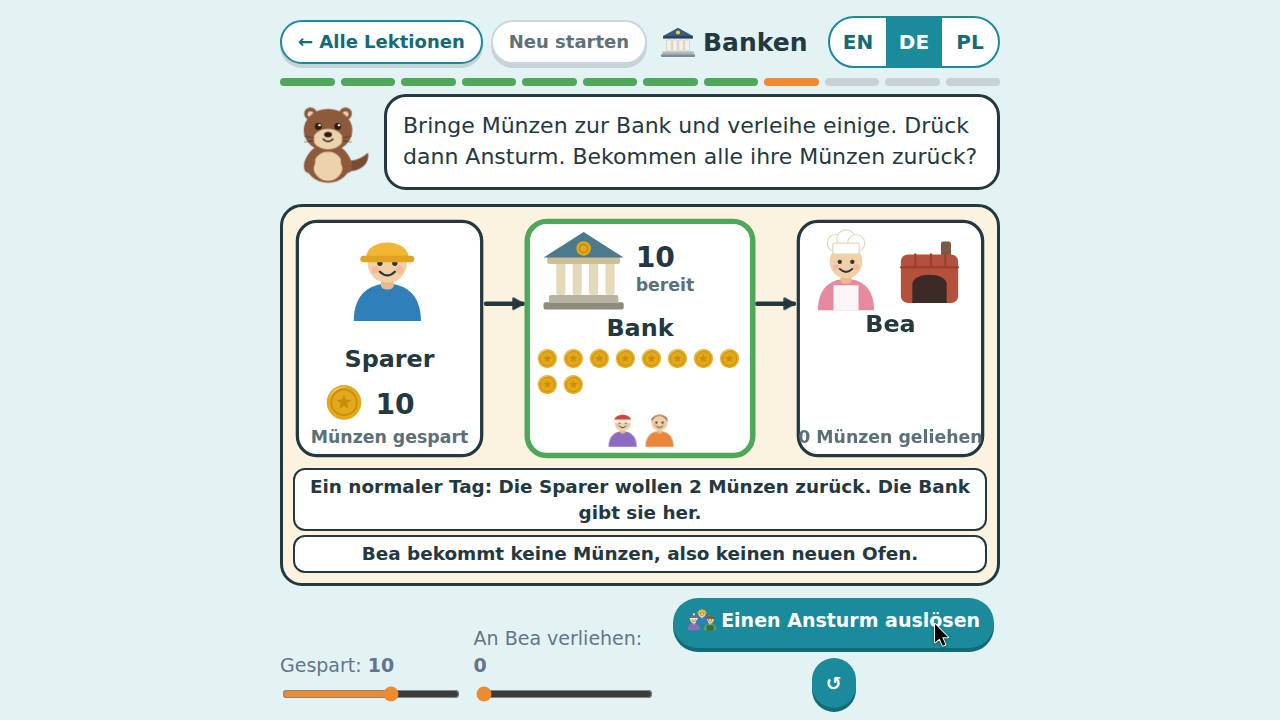 ← Alle Lektionen
Neu starten
Banken
EN DE PL
Bringe Münzen zur Bank und verleihe einige. Drück
dann Ansturm. Bekommen alle ihre Münzen zurück?
10
bereit
Bank
Sparer
10
Münzen gespart
Bea
0 Münzen geliehen
Ein normaler Tag: Die Sparer wollen 2 Münzen zurück. Die Bank
gibt sie her.
Bea bekommt keine Münzen, also keinen neuen Ofen.
Gespart: 10
An Bea verliehen:
0
Einen Ansturm auslösen
↺